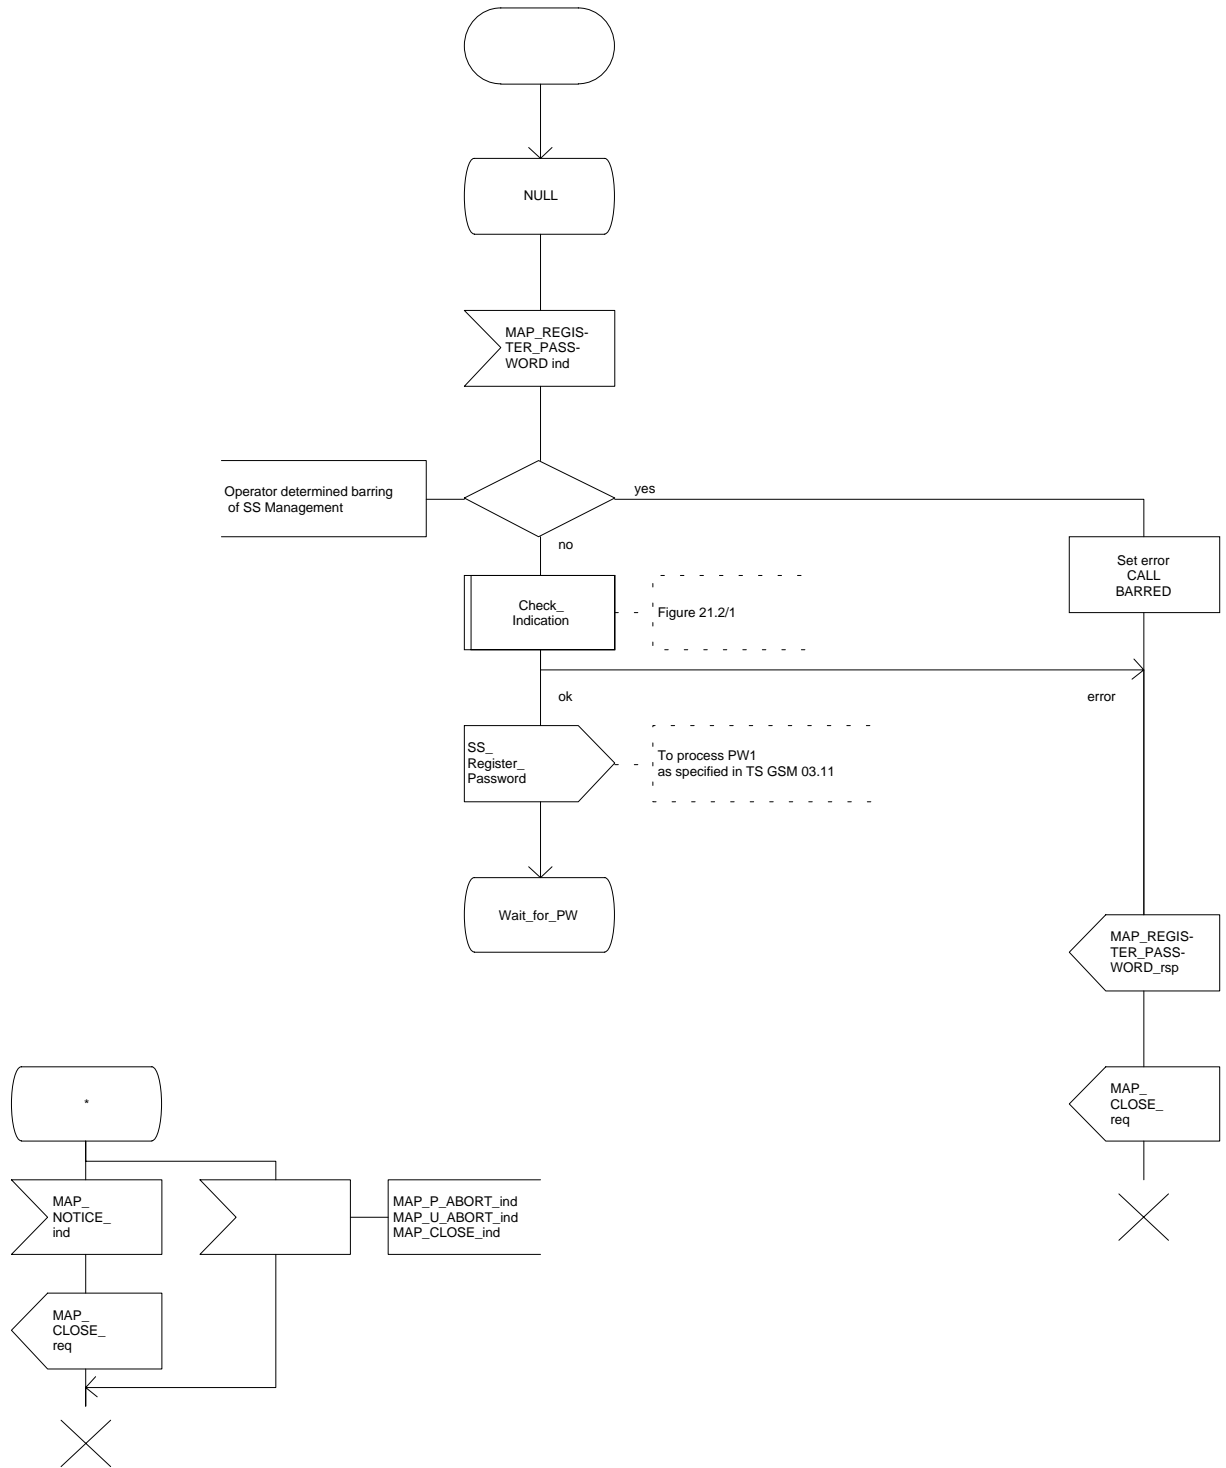 NULL
MAP_REGIS-
TER_PASS-
WORD ind
Operator determined barring
of SS Management
yes
no
Set error
CALL
BARRED
Check_
Indication
Figure 21.2/1
ok
error
SS_
Register_
Password
To process PW1
as specified in TS GSM 03.11
Wait_for_PW
MAP_REGIS-
TER_PASS-
WORD_rsp
MAP_
CLOSE_
req
*
MAP_
NOTICE_
ind
MAP_P_ABORT_ind
MAP_U_ABORT_ind
MAP_CLOSE_ind
MAP_
CLOSE_
req